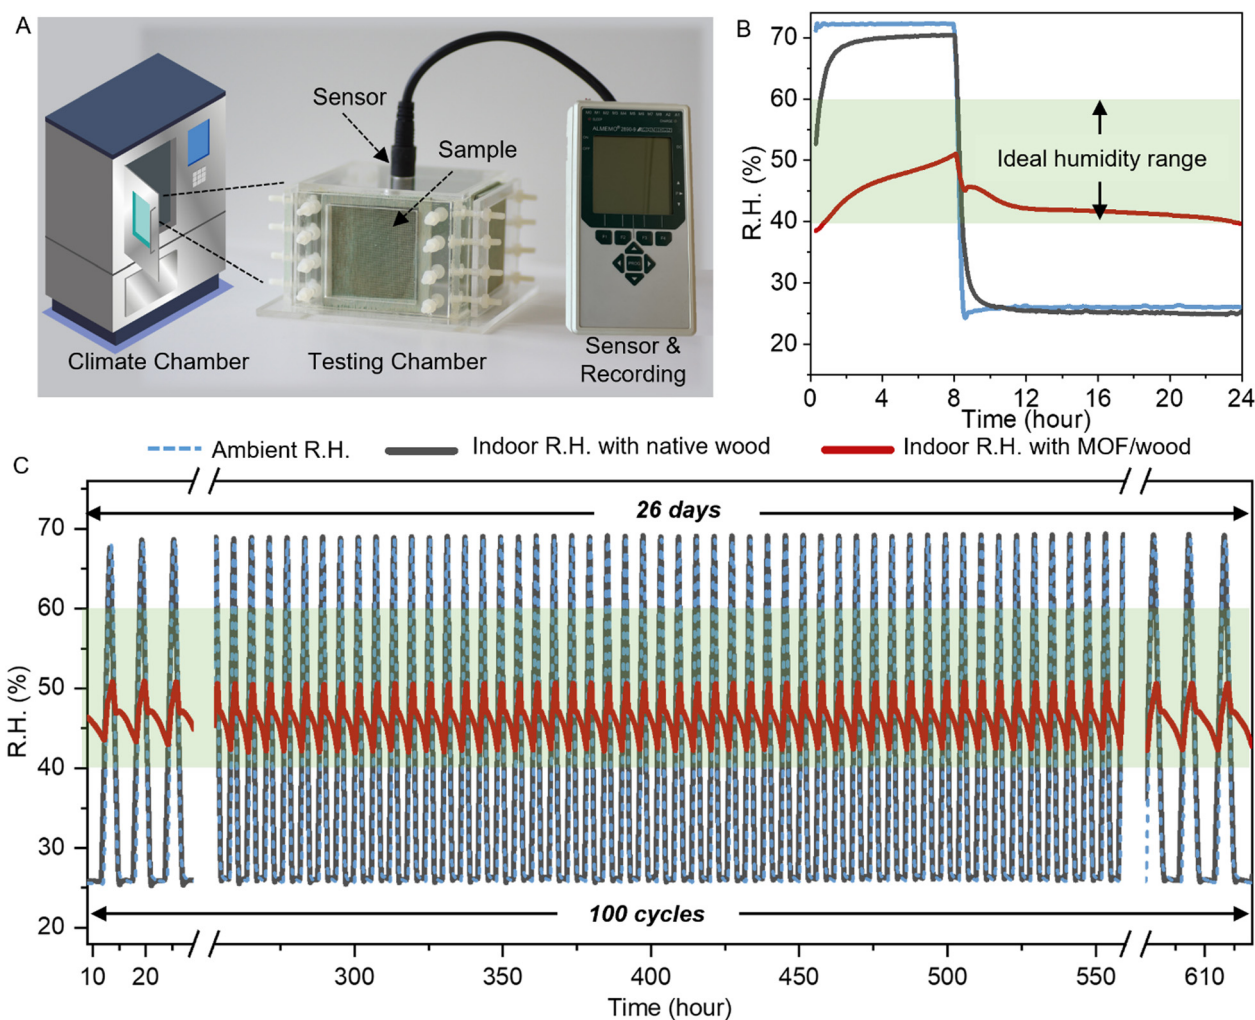 A
Sensor
Sample
ALMEMO
Climate Chamber
Testing Chamber
Sensor &
Recording
B
R.H. (%)
70
60
50
40
30
20
Ideal humidity range
0
4
8
12
16
20
24
Time (hour)
Ambient R.H.
Indoor R.H. with native wood
Indoor R.H. with MOF/wood
C
R.H. (%)
70
60
50
40
30
20
26 days
100 cycles
10
20
300
350
400
450
500
550
610
Time (hour)